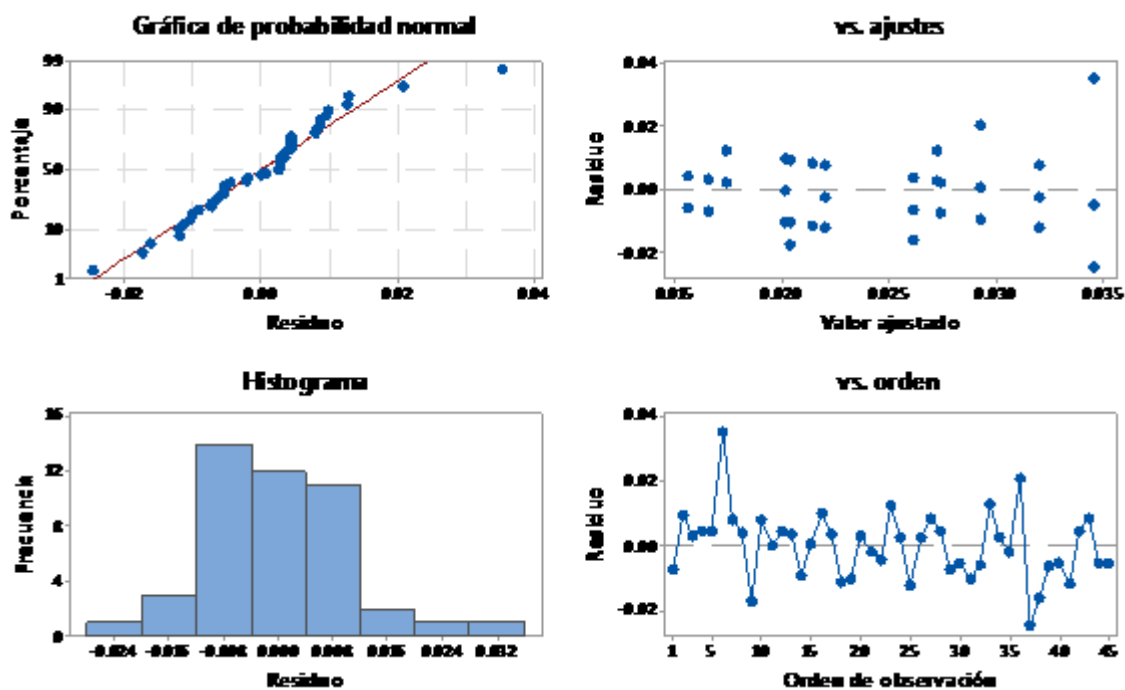 Gráfica de probabilidad normal
99
90
50
10
1
Porcentaje
-0.02 0.00 0.02 0.04
Residuo
vs. ajustes
0.04
0.02
0.00
-0.02
Residuo
0.015 0.020 0.025 0.030 0.035
Valor ajustado
Histograma
16
12
8
4
0
Frecuencia
-0.024 -0.016 -0.008 0.000 0.008 0.016 0.024 0.032
Residuo
vs. orden
0.04
0.02
0.00
-0.02
Residuo
1 5 10 15 20 25 30 35 40 45
Orden de observación